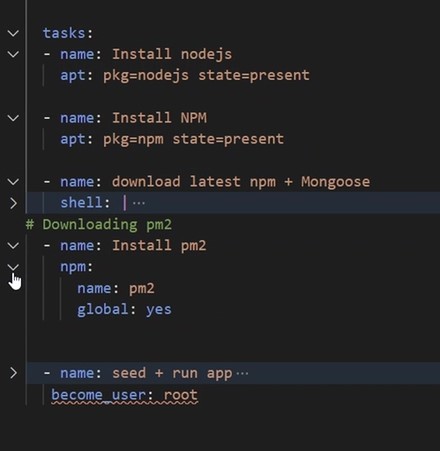 tasks:
- name: Install nodejs
apt: pkg=nodejs state=present
- name: Install NPM
apt: pkg=npm state=present
- name: download latest npm + Mongoose
shell: | ···
# Downloading pm2
- name: Install pm2
npm:
name: pm2
global: yes
- name: seed + run app ···
become_user: root